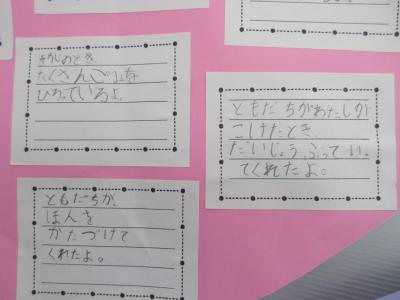 そうじのとき
たくさんごみを
ひろっているよ。
ともだちがわたしが
こけたとき、
だいじょうぶってい。
てくれたよ。
ともだちが、
ほんを
かたづけて
くれたよ。